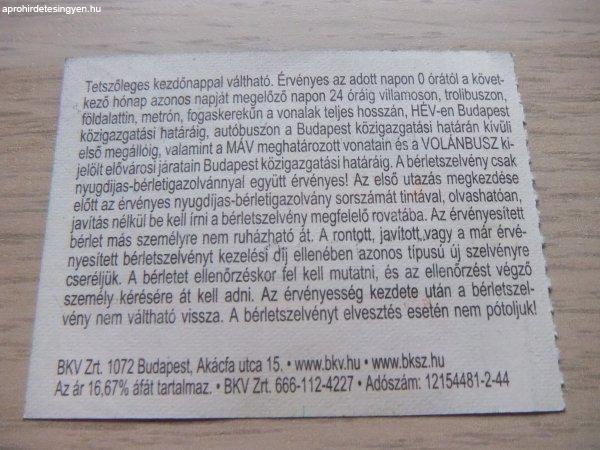 aprohirdetesingyen.hu
Tetszőleges kezdőnappal váltható. Érvényes az adott napon 0 órától a követ-
kező hónap azonos napját megelőző napon 24 óráig villamoson, trolibuszon,
földalattin, metrón, fogaskerekűn a vonalak teljes hosszán, HÉV-en Budapest
közigazgatási határáig, autóbuszon a Budapest közigazgatási határán kívüli
első megállóig, valamint a MÁV meghatározott vonatain és a VOLÁNBUSZ ki-
jelölt elővárosi járatain Budapest közigazgatási határáig. A bérletszelvény csak
nyugdíjas-bérletigazolvánnyal együtt érvényes! Az első utazás megkezdése
előtt az érvényes nyugdíjas-bérletigazolvány sorszámát tintával, olvashatóan,
javítás nélkül be kell írni a bérletszelvény megfelelő rovatába. Az érvényesített
bérlet más személyre nem ruházható át. A rontott, javított vagy a már érvé-
nyesített bérletszelvényt kezelési díj ellenében azonos típusú új szelvényre
cseréljük. A bérletet ellenőrzéskor fel kell mutatni, és az ellenőrzést végző
személy kérésére át kell adni. Az érvényesség kezdete után a bérletszel-
vény nem váltható vissza. A bérletszelvényt elvesztés esetén nem pótoljuk!
BKV Zrt. 1072 Budapest, Akácfa utca 15. • www.bkv.hu • www.bksz.hu
Az ár 16,67% áfát tartalmaz. • BKV Zrt. 666-112-4227 • Adószám: 12154481-2-44